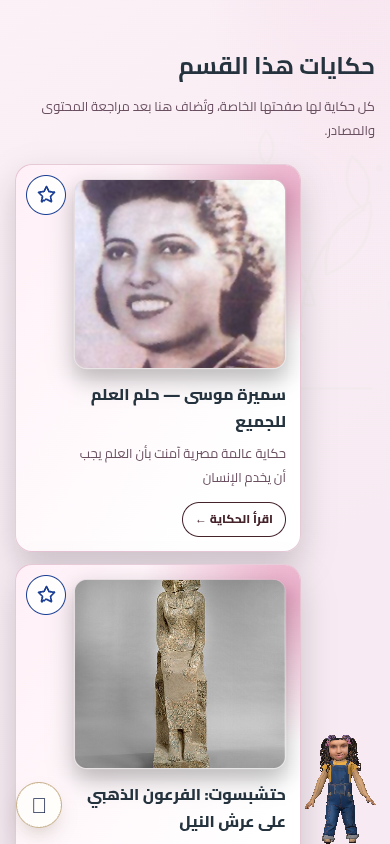 حكايات هذا القسم
كل حكاية لها صفحتها الخاصة، وتُضاف هنا بعد مراجعة المحتوى
والمصادر.
سميرة موسى — حلم العلم
للجميع
حكاية عالمة مصرية آمنت بأن العلم يجب
أن يخدم الإنسان
اقرأ الحكاية ←
حتشبسوت: الفرعون الذهبي
على عرش النيل